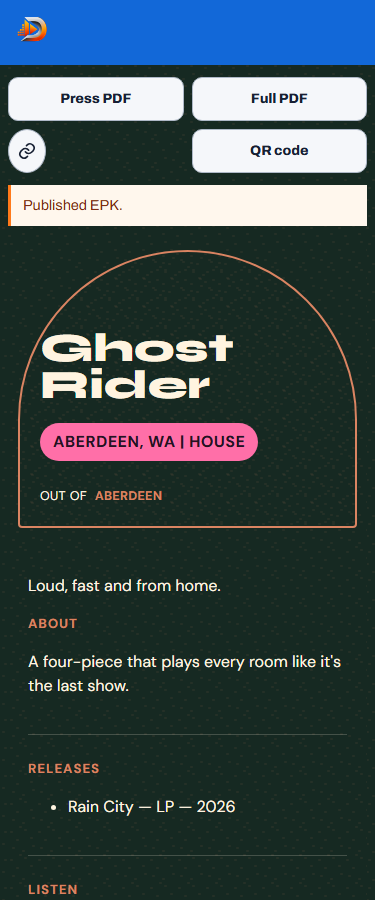 Press PDF
Full PDF
QR code
Published EPK.
Ghost
Rider
ABERDEEN, WA | HOUSE
OUT OF ABERDEEN
Loud, fast and from home.
ABOUT
A four-piece that plays every room like it's
the last show.
RELEASES
• Rain City — LP — 2026
LISTEN